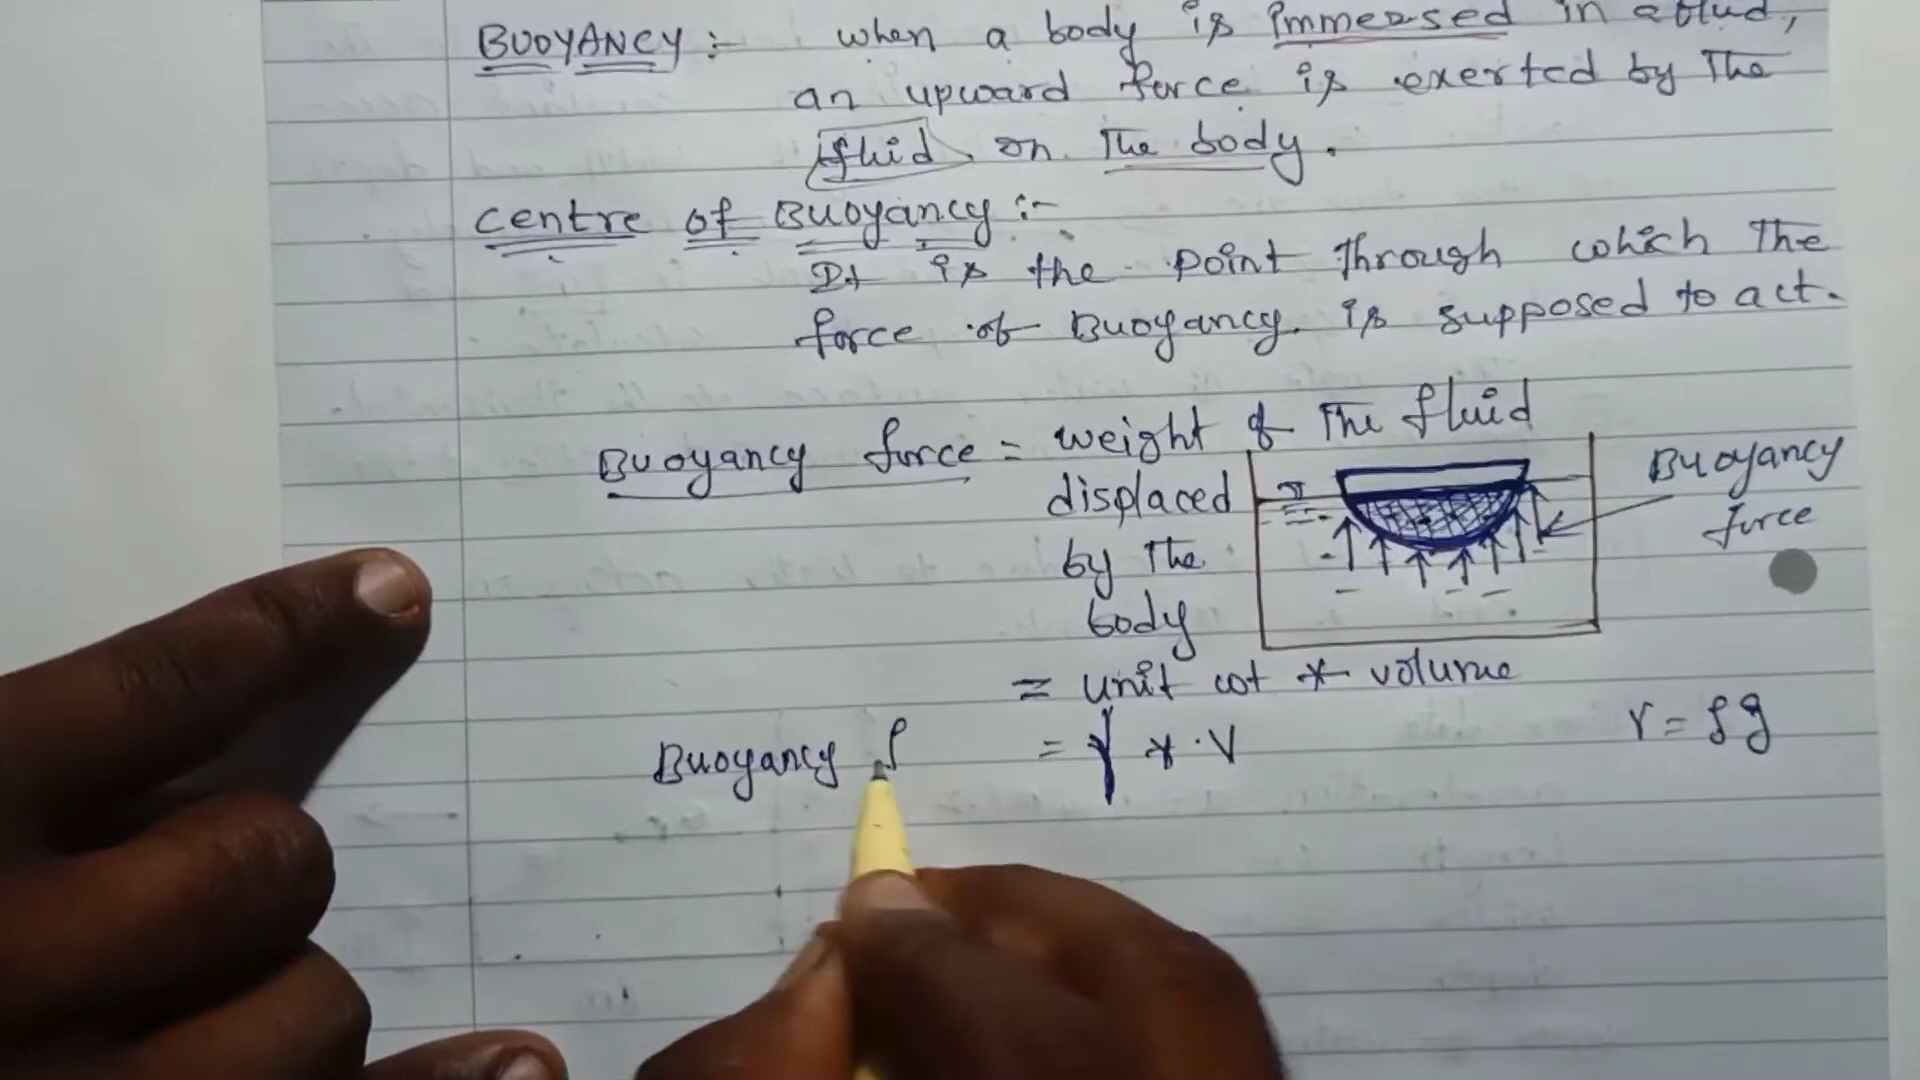 BUOYANCY :- when a body is immersed in a flud,
an upward force is exerted by The
fluid on The body.
centre of Buoyancy :-
It is the point through which The
force of Buoyancy. is supposed to act.
Buoyancy force = weight of The fluid
displaced
by The
body
Buoyancy
force
= unit wt * volume
Buoyancy f = γ * . V
γ = ρg